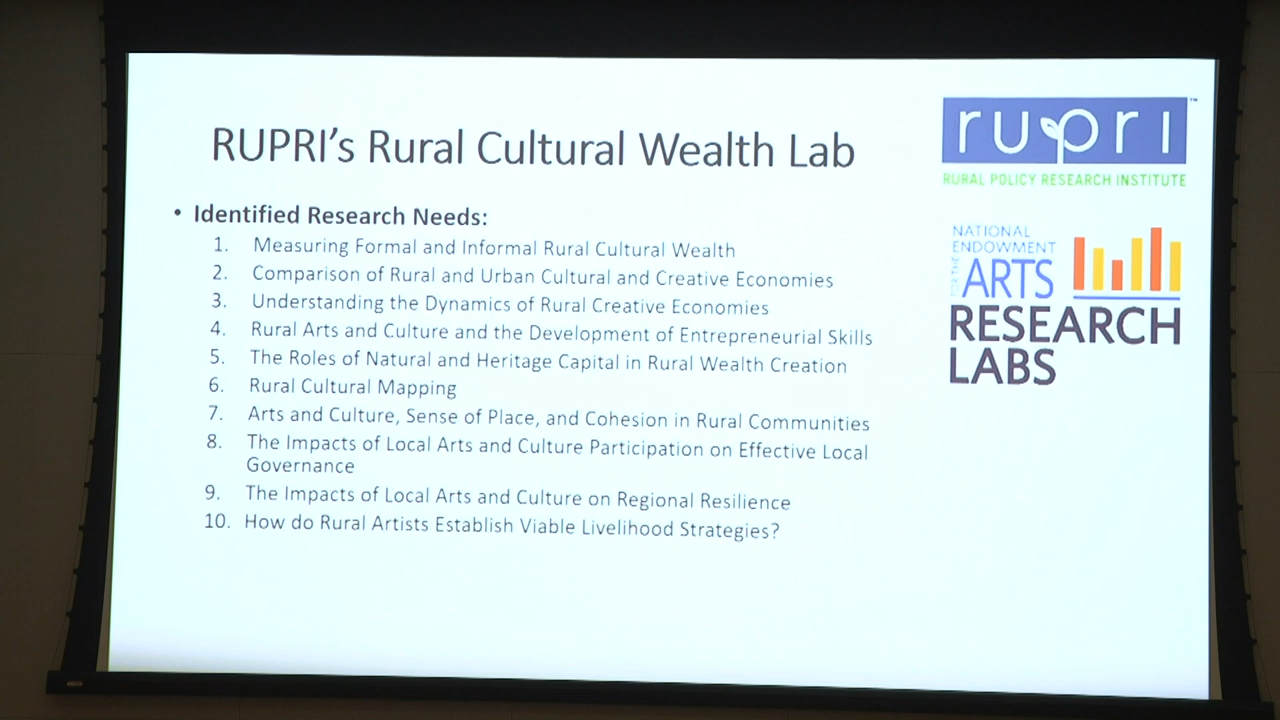 RUPRI's Rural Cultural Wealth Lab
• Identified Research Needs:
1. Measuring Formal and Informal Rural Cultural Wealth
2. Comparison of Rural and Urban Cultural and Creative Economies
3. Understanding the Dynamics of Rural Creative Economies
4. Rural Arts and Culture and the Development of Entrepreneurial Skills
5. The Roles of Natural and Heritage Capital in Rural Wealth Creation
6. Rural Cultural Mapping
7. Arts and Culture, Sense of Place, and Cohesion in Rural Communities
8. The Impacts of Local Arts and Culture Participation on Effective Local
Governance
9. The Impacts of Local Arts and Culture on Regional Resilience
10. How do Rural Artists Establish Viable Livelihood Strategies?
rupri™
RURAL POLICY RESEARCH INSTITUTE
NATIONAL
ENDOWMENT
FOR THE
ARTS
RESEARCH
LABS